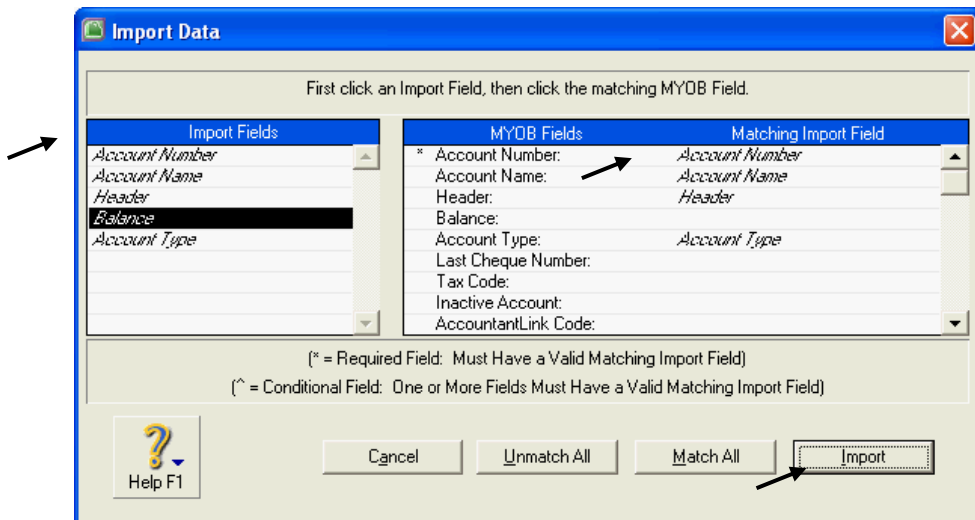 Import Data
First click an Import Field, then click the matching MYOB Field.
Import Fields
Account Number
Account Name
Header
Balance
Account Type
MYOB Fields Matching Import Field
* Account Number: Account Number
Account Name: Account Name
Header: Header
Balance:
Account Type: Account Type
Last Cheque Number:
Tax Code:
Inactive Account:
AccountantLink Code:
(* = Required Field: Must Have a Valid Matching Import Field)
(^ = Conditional Field: One or More Fields Must Have a Valid Matching Import Field)
Help F1
Cancel Unmatch All Match All Import